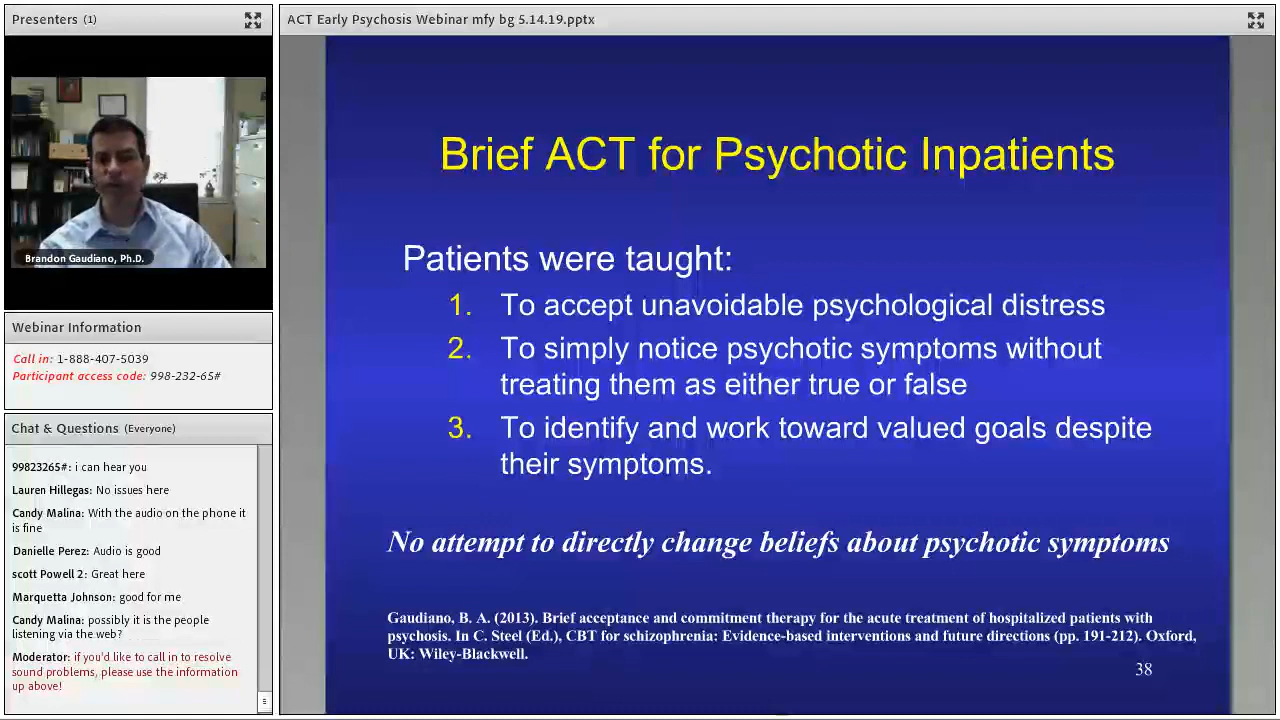 Presenters (1)
Brandon Gaudiano, Ph.D.
Webinar Information
Call in: 1-888-407-5039
Participant access code: 998-232-65#
Chat & Questions (Everyone)
99823265#: i can hear you
Lauren Hillegas: No issues here
Candy Malina: With the audio on the phone it
is fine
Danielle Perez: Audio is good
scott Powell 2: Great here
Marquetta Johnson: good for me
Candy Malina: possibly it is the people
listening via the web?
Moderator: if you'd like to call in to resolve
sound problems, please use the information
up above!
ACT Early Psychosis Webinar mfy bg 5.14.19.pptx
Brief ACT for Psychotic Inpatients
Patients were taught:
1. To accept unavoidable psychological distress
2. To simply notice psychotic symptoms without
treating them as either true or false
3. To identify and work toward valued goals despite
their symptoms.
No attempt to directly change beliefs about psychotic symptoms
Gaudiano, B. A. (2013). Brief acceptance and commitment therapy for the acute treatment of hospitalized patients with
psychosis. In C. Steel (Ed.), CBT for schizophrenia: Evidence-based interventions and future directions (pp. 191-212). Oxford,
UK: Wiley-Blackwell.
38